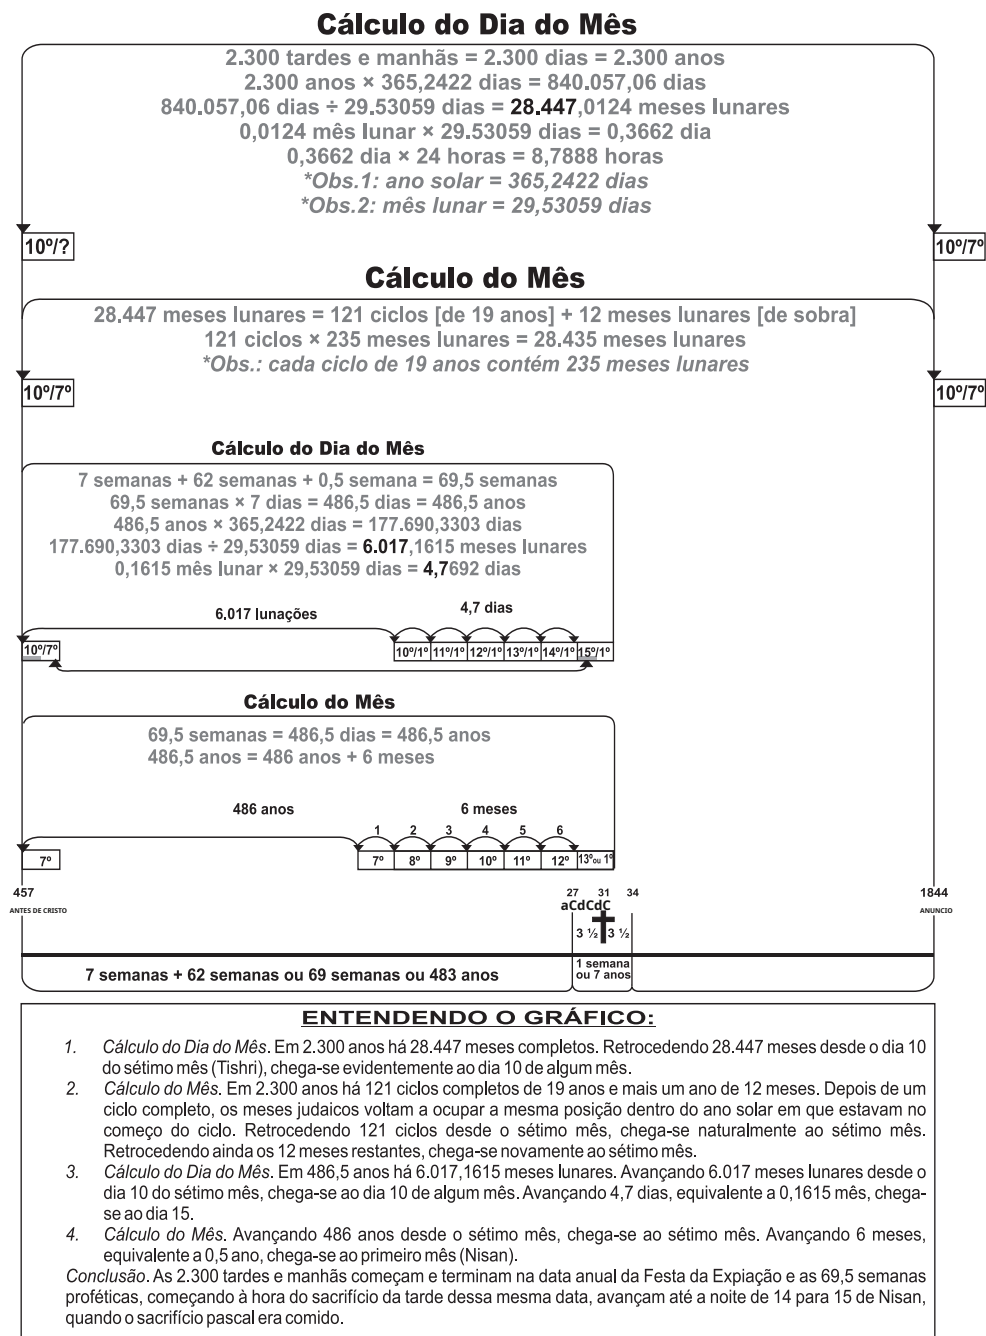 Cálculo do Dia do Mês
2.300 tardes e manhãs = 2.300 dias = 2.300 anos
2.300 anos × 365,2422 dias = 840.057,06 dias
840.057,06 dias ÷ 29.53059 dias = 28.447,0124 meses lunares
0,0124 mês lunar × 29.53059 dias = 0,3662 dia
0,3662 dia × 24 horas = 8,7888 horas
*Obs.1: ano solar = 365,2422 dias
*Obs.2: mês lunar = 29,53059 dias
10º/?
10º/7º
Cálculo do Mês
28.447 meses lunares = 121 ciclos [de 19 anos] + 12 meses lunares [de sobra]
121 ciclos × 235 meses lunares = 28.435 meses lunares
*Obs.: cada ciclo de 19 anos contém 235 meses lunares
10º/7º
10º/7º
Cálculo do Dia do Mês
7 semanas + 62 semanas + 0,5 semana = 69,5 semanas
69,5 semanas × 7 dias = 486,5 dias = 486,5 anos
486,5 anos × 365,2422 dias = 177.690,3303 dias
177.690,3303 dias ÷ 29,53059 dias = 6.017,1615 meses lunares
0,1615 mês lunar × 29,53059 dias = 4,7692 dias
6.017 lunações
4,7 dias
10º/7º
10º/1º 11º/1º 12º/1º 13º/1º 14º/1º 15º/1º
Cálculo do Mês
69,5 semanas = 486,5 dias = 486,5 anos
486,5 anos = 486 anos + 6 meses
486 anos
6 meses
1 2 3 4 5 6
7º
7º 8º 9º 10º 11º 12º 13º ou 1º
457
ANTES DE CRISTO
27 31 34
aCdCdC
1844
ANUNCIO
3 ½ 3 ½
7 semanas + 62 semanas ou 69 semanas ou 483 anos
1 semana
ou 7 anos
ENTENDENDO O GRÁFICO:
1. Cálculo do Dia do Mês. Em 2.300 anos há 28.447 meses completos. Retrocedendo 28.447 meses desde o dia 10
do sétimo mês (Tishri), chega-se evidentemente ao dia 10 de algum mês.
2. Cálculo do Mês. Em 2.300 anos há 121 ciclos completos de 19 anos e mais um ano de 12 meses. Depois de um
ciclo completo, os meses judaicos voltam a ocupar a mesma posição dentro do ano solar em que estavam no
começo do ciclo. Retrocedendo 121 ciclos desde o sétimo mês, chega-se naturalmente ao sétimo mês.
Retrocedendo ainda os 12 meses restantes, chega-se novamente ao sétimo mês.
3. Cálculo do Dia do Mês. Em 486,5 anos há 6.017,1615 meses lunares. Avançando 6.017 meses lunares desde o
dia 10 do sétimo mês, chega-se ao dia 10 de algum mês. Avançando 4,7 dias, equivalente a 0,1615 mês, chega-
se ao dia 15.
4. Cálculo do Mês. Avançando 486 anos desde o sétimo mês, chega-se ao sétimo mês. Avançando 6 meses,
equivalente a 0,5 ano, chega-se ao primeiro mês (Nisan).
Conclusão. As 2.300 tardes e manhãs começam e terminam na data anual da Festa da Expiação e as 69,5 semanas
proféticas, começando à hora do sacrifício da tarde dessa mesma data, avançam até a noite de 14 para 15 de Nisan,
quando o sacrifício pascal era comido.